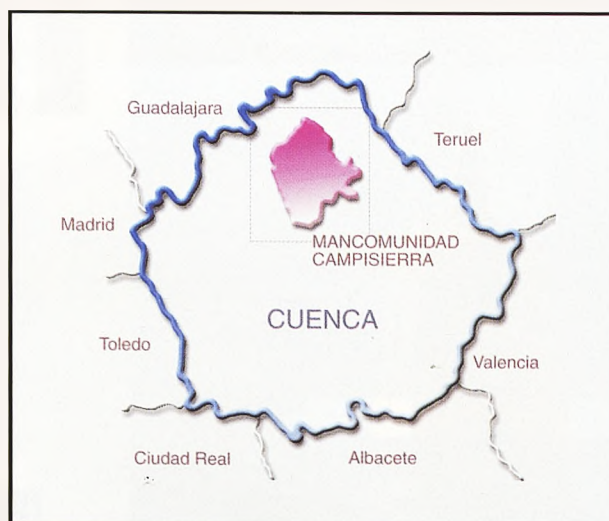 Guadalajara
Teruel
Madrid
MANCOMUNIDAD
CAMPISIERRA
CUENCA
Toledo
Valencia
Ciudad Real
Albacete